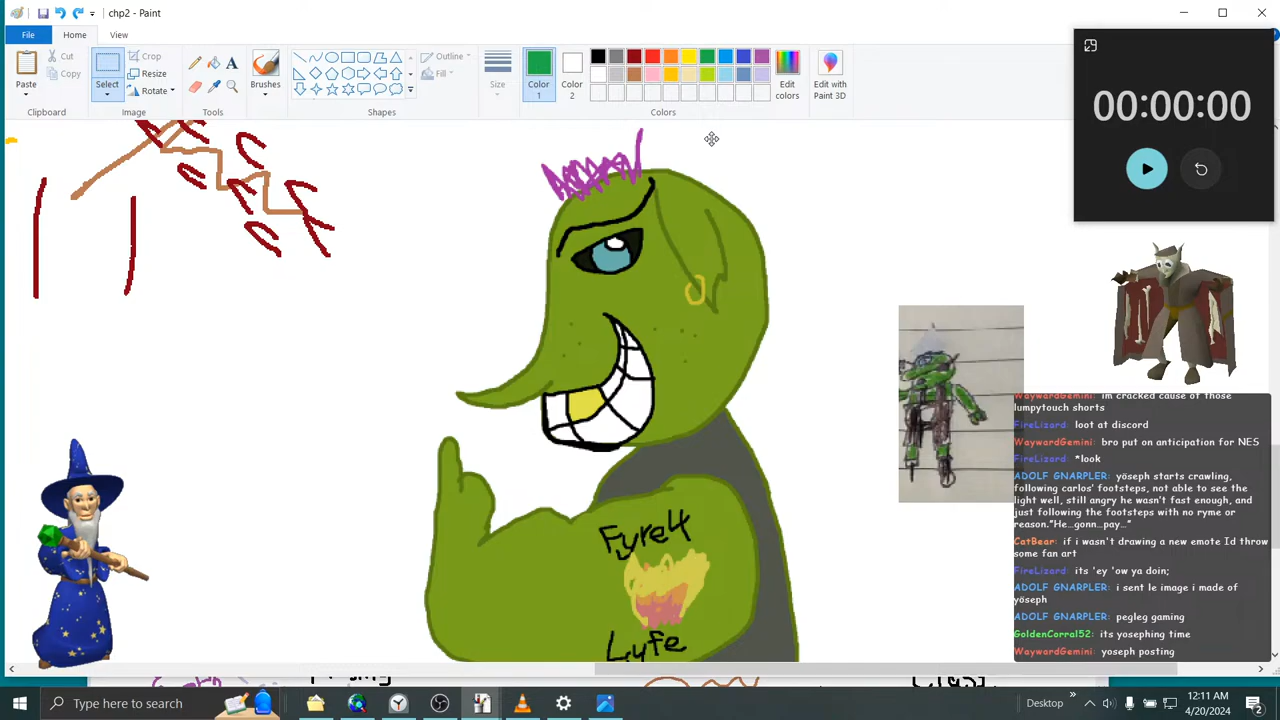 chp2 - Paint
File
Home
View
Paste
Cut
Copy
Clipboard
Select
Crop
Resize
Rotate
Image
Tools
Brushes
Outline
Fill
Shapes
Size
Color 1
Color 2
Edit colors
Edit with Paint 3D
Colors
00:00:00
Fyre4
Lyfe
WaywardGemini: im cracked cause of those
lumpytouch shorts
FireLizard: loot at discord
WaywardGemini: bro put on anticipation for NES
FireLizard: *look
ADOLF GNARPLER: yöseph starts crawling,
following carlos' footsteps, not able to see the
light well, still angry he wasn't fast enough, and
just following the footsteps with no ryme or
reason."He...gonn...pay..."
CatBear: if i wasn't drawing a new emote Id throw
some fan art
FireLizard: its 'ey 'ow ya doin;
ADOLF GNARPLER: i sent le image i made of
yöseph
ADOLF GNARPLER: pegleg gaming
GoldenCorral52: its yosephing time
WaywardGemini: yoseph posting
Type here to search
Desktop
12:11 AM
4/20/2024
2